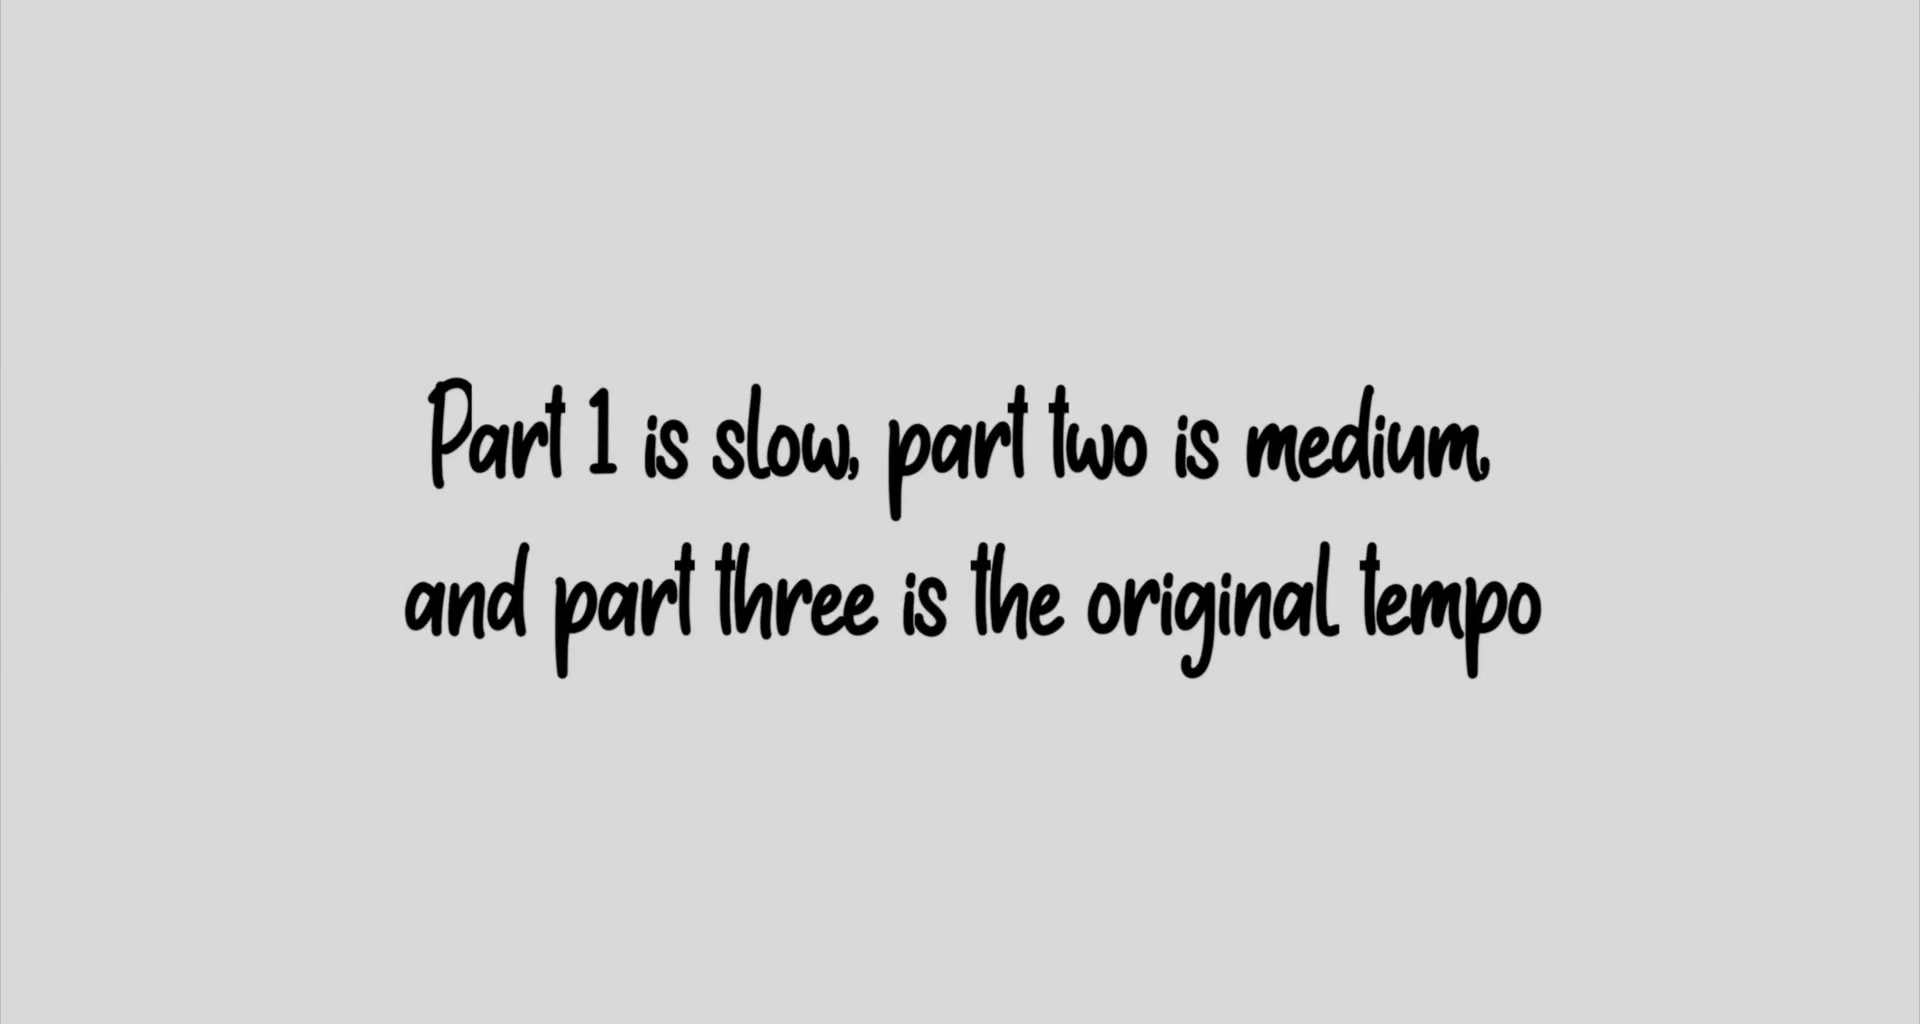 Part 1 is slow, part two is medium,
and part three is the original tempo